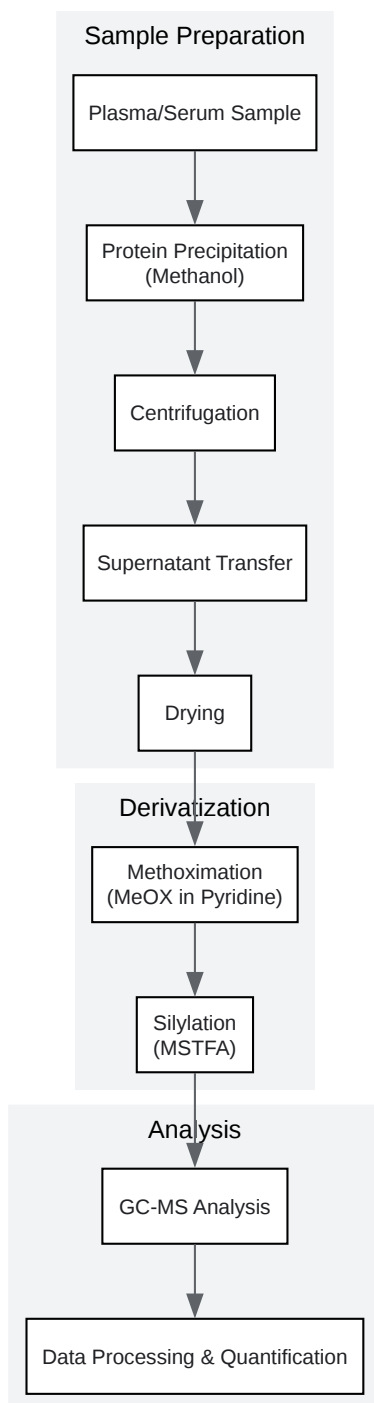 Sample Preparation
Plasma/Serum Sample
Protein Precipitation
(Methanol)
Centrifugation
Supernatant Transfer
Drying
Derivatization
Methoximation
(MeOX in Pyridine)
Silylation
(MSTFA)
Analysis
GC-MS Analysis
Data Processing & Quantification